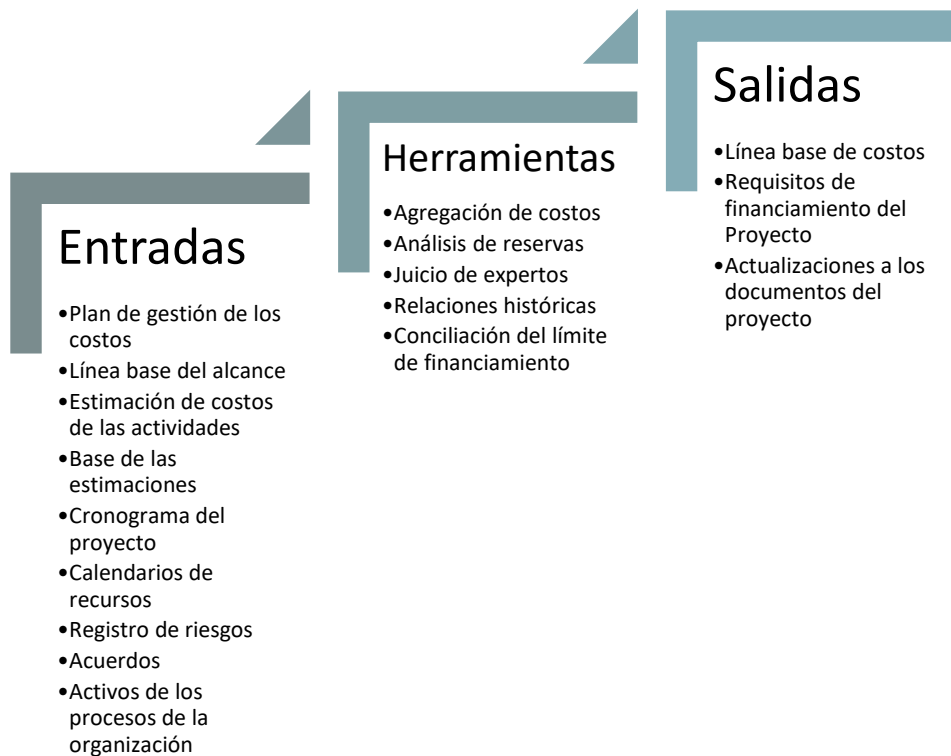 Entradas
•Plan de gestión de los
costos
•Línea base del alcance
•Estimación de costos
de las actividades
•Base de las
estimaciones
•Cronograma del
proyecto
•Calendarios de
recursos
•Registro de riesgos
•Acuerdos
•Activos de los
procesos de la
organización
Herramientas
•Agregación de costos
•Análisis de reservas
•Juicio de expertos
•Relaciones históricas
•Conciliación del límite
de financiamiento
Salidas
•Línea base de costos
•Requisitos de
financiamiento del
Proyecto
•Actualizaciones a los
documentos del
proyecto